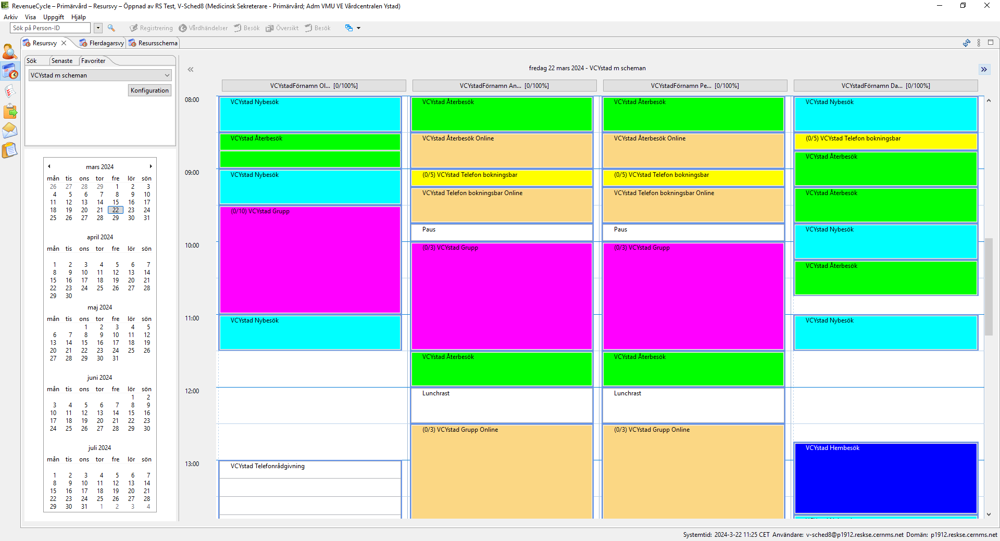 RevenueCycle – Primärvård – Resursvy – Öppnad av RS Test, V-Sched8 (Medicinsk Sekreterare - Primärvård; Adm VMU VE Vårdcentralen Ystad)
Arkiv Visa Uppgift Hjälp
Sök på Person-ID Registrering Vårdhändelser Besök Översikt Besök
Resursvy Flerdagarsvy Resursschema
Sök Senaste Favoriter
VCYstad m scheman
Konfiguration
mars 2024
mån tis ons tor fre lör sön
26 27 28 29 1 2 3
4 5 6 7 8 9 10
11 12 13 14 15 16 17
18 19 20 21 22 23 24
25 26 27 28 29 30 31
april 2024
mån tis ons tor fre lör sön
1 2 3 4 5 6 7
8 9 10 11 12 13 14
15 16 17 18 19 20 21
22 23 24 25 26 27 28
29 30
maj 2024
mån tis ons tor fre lör sön
1 2 3 4 5
6 7 8 9 10 11 12
13 14 15 16 17 18 19
20 21 22 23 24 25 26
27 28 29 30 31
juni 2024
mån tis ons tor fre lör sön
1 2
3 4 5 6 7 8 9
10 11 12 13 14 15 16
17 18 19 20 21 22 23
24 25 26 27 28 29 30
juli 2024
mån tis ons tor fre lör sön
1 2 3 4 5 6 7
8 9 10 11 12 13 14
15 16 17 18 19 20 21
22 23 24 25 26 27 28
29 30 31 1 2 3 4
fredag 22 mars 2024 - VCYstad m scheman
08:00
09:00
10:00
11:00
12:00
13:00
VCYstadFörnamn Ol... [0/100%]
VCYstad Nybesök
VCYstad Återbesök
VCYstad Nybesök
(0/10) VCYstad Grupp
VCYstad Nybesök
VCYstad Telefonrådgivning
VCYstadFörnamn An... [0/100%]
VCYstad Återbesök
VCYstad Återbesök Online
(0/5) VCYstad Telefon bokningsbar
VCYstad Telefon bokningsbar Online
Paus
(0/3) VCYstad Grupp
VCYstad Återbesök
Lunchrast
(0/3) VCYstad Grupp Online
VCYstadFörnamn Pe... [0/100%]
VCYstad Återbesök
VCYstad Återbesök Online
(0/5) VCYstad Telefon bokningsbar
VCYstad Telefon bokningsbar Online
Paus
(0/3) VCYstad Grupp
VCYstad Återbesök
Lunchrast
(0/3) VCYstad Grupp Online
VCYstadFörnamn Da... [0/100%]
VCYstad Nybesök
(0/5) VCYstad Telefon bokningsbar
VCYstad Återbesök
VCYstad Återbesök
VCYstad Nybesök
VCYstad Återbesök
VCYstad Nybesök
VCYstad Hembesök
Systemtid: 2024-3-22 11:25 CET Användare: v-sched8@p1912.reskse.cernms.net Domän: p1912.reskse.cernms.net